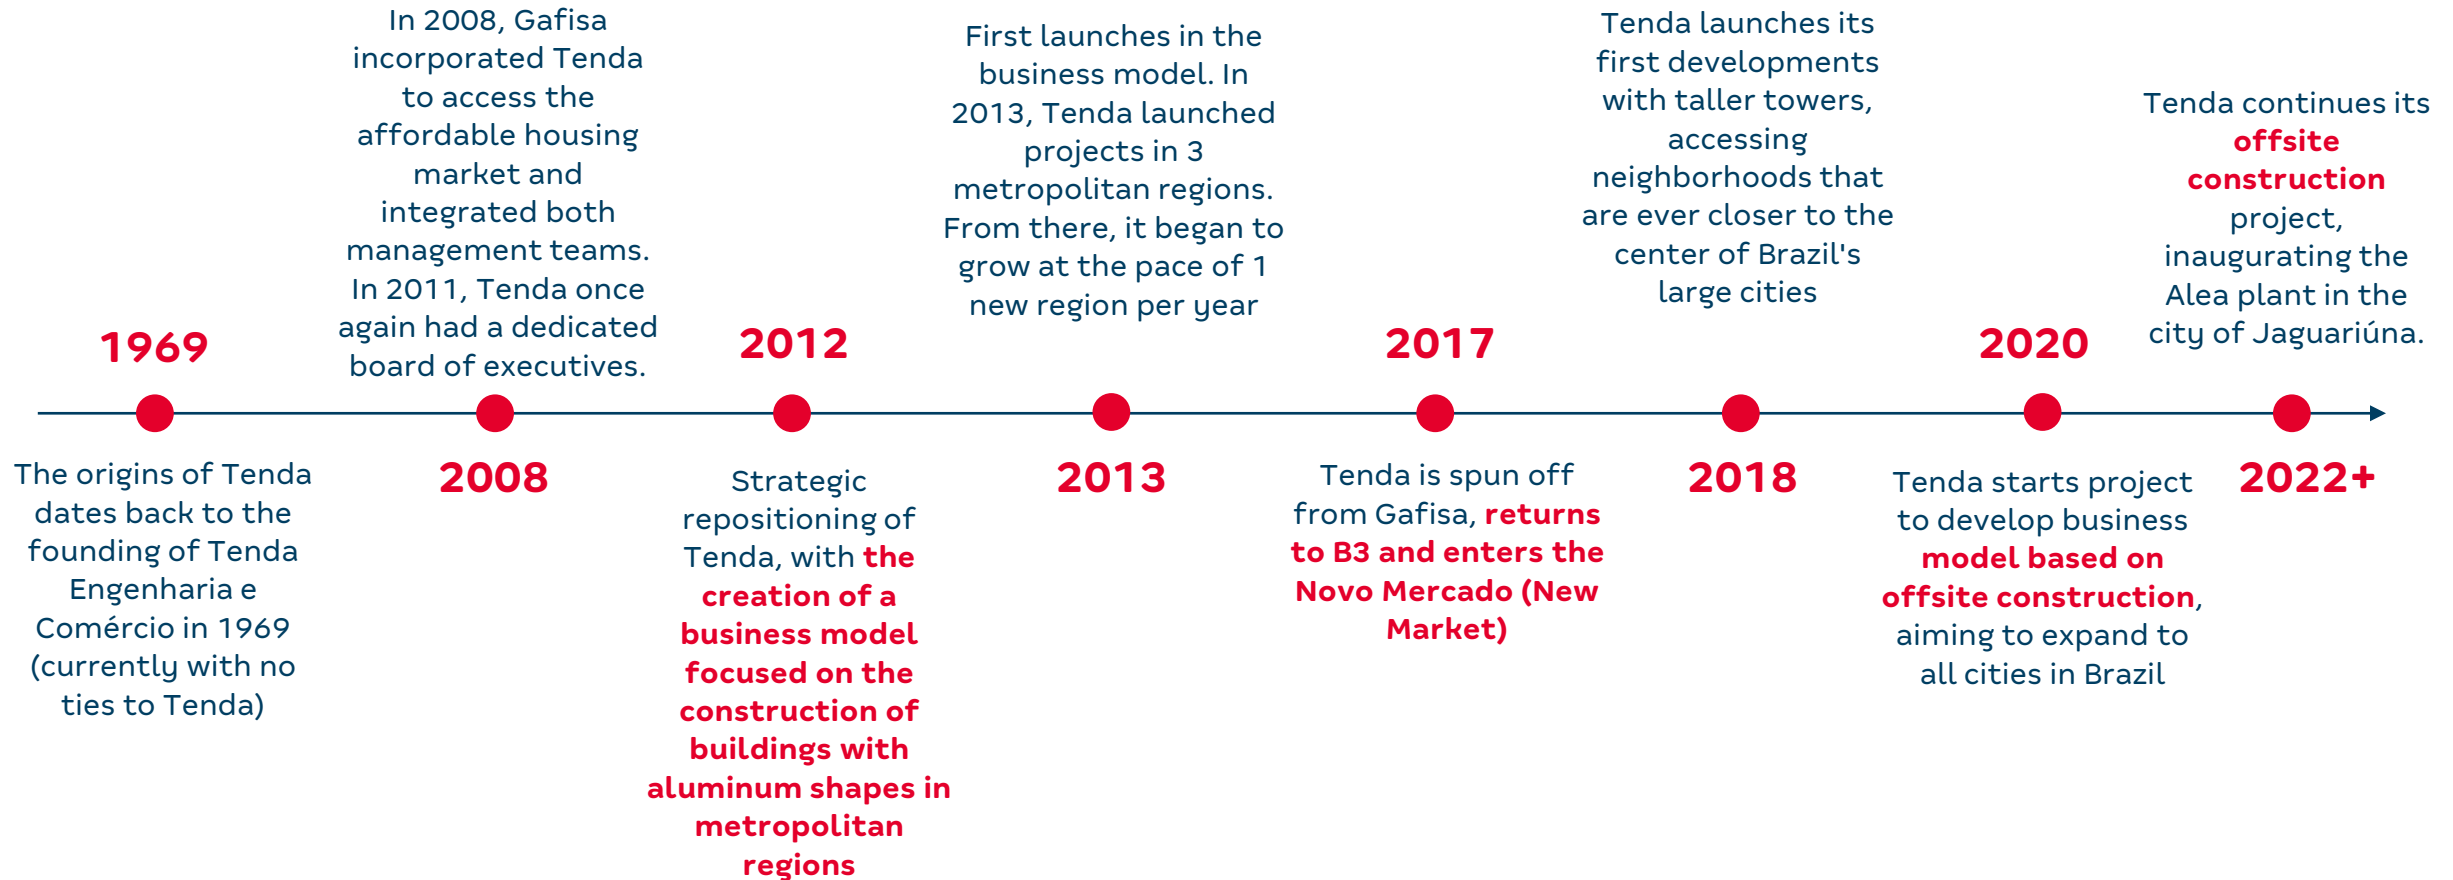 1969
The origins of Tenda
dates back to the
founding of Tenda
Engenharia e
Comércio in 1969
(currently with no
ties to Tenda)
In 2008, Gafisa
incorporated Tenda
to access the
affordable housing
market and
integrated both
management teams.
In 2011, Tenda once
again had a dedicated
board of executives.
2008
2012
Strategic
repositioning of
Tenda, with the
creation of a
business model
focused on the
construction of
buildings with
aluminum shapes in
metropolitan
regions
First launches in the
business model. In
2013, Tenda launched
projects in 3
metropolitan regions.
From there, it began to
grow at the pace of 1
new region per year
2013
2017
Tenda is spun off
from Gafisa, returns
to B3 and enters the
Novo Mercado (New
Market)
Tenda launches its
first developments
with taller towers,
accessing
neighborhoods that
are ever closer to the
center of Brazil's
large cities
2018
2020
Tenda starts project
to develop business
model based on
offsite construction,
aiming to expand to
all cities in Brazil
Tenda continues its
offsite
construction
project,
inaugurating the
Alea plant in the
city of Jaguariúna.
2022+